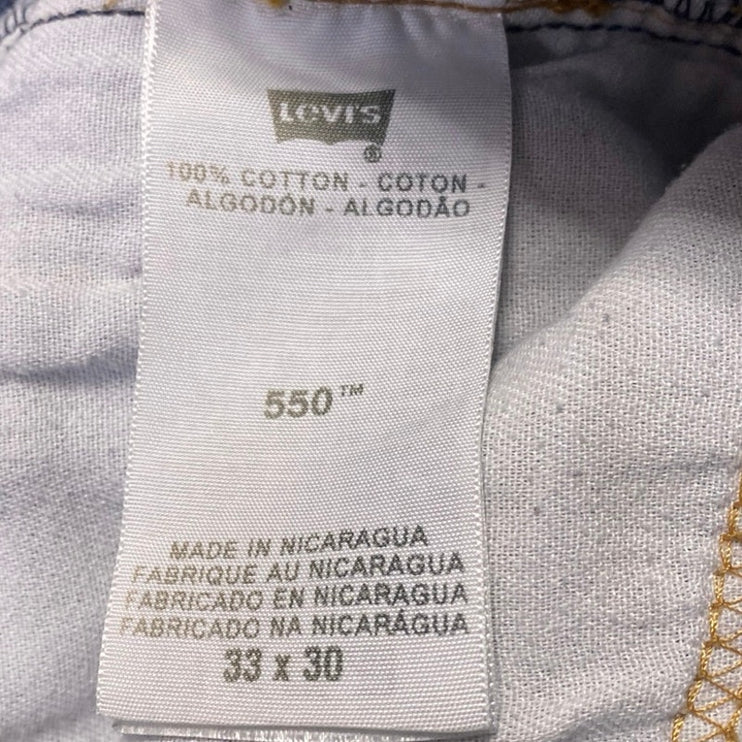 Levi's
®
100% COTTON - COTON -
ALGODÓN - ALGODÃO
550™
MADE IN NICARAGUA
FABRIQUE AU NICARAGUA
FABRICADO EN NICARAGUA
FABRICADO NA NICARÁGUA
33 x 30